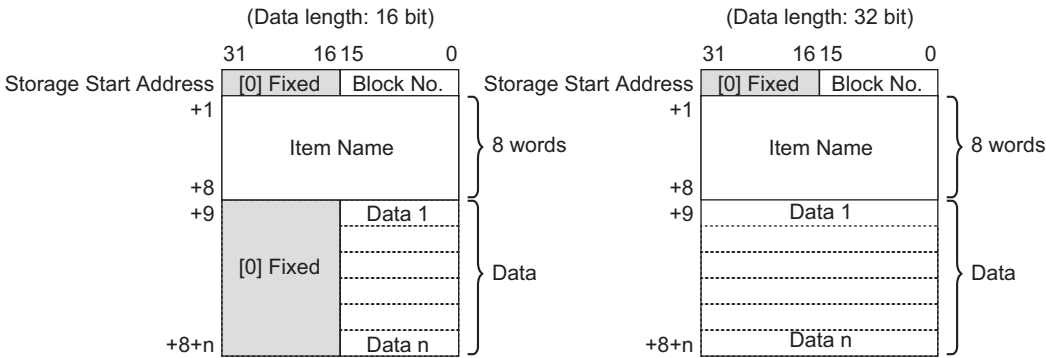 (Data length: 16 bit)
31 16 15 0
Storage Start Address [0] Fixed Block No.
+1
Item Name 8 words
+8
+9 Data 1
[0] Fixed Data
+8+n Data n
(Data length: 32 bit)
31 16 15 0
Storage Start Address [0] Fixed Block No.
+1
Item Name 8 words
+8
+9 Data 1
Data
+8+n Data n